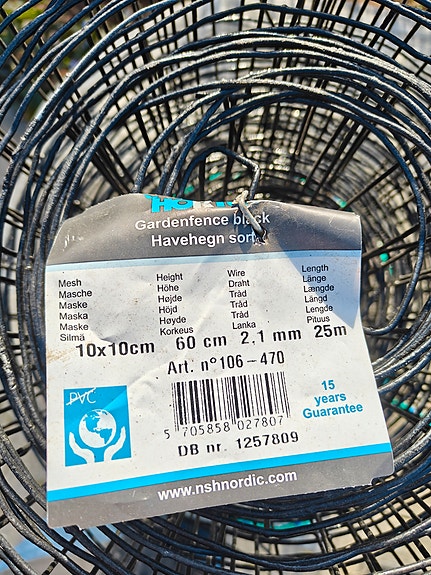 Gardenfence black
Havehegn sort
Mesh Height Wire Length
Masche Höhe Draht Länge
Maske Højde Tråd Længde
Maska Höjd Tråd Längd
Maske Høyde Tråd Lengde
Silmä Korkeus Lanka Pituus
10x10cm 60 cm 2,1 mm 25m
Art. n° 106-470
PVC
15
years
Guarantee
5 705858 027807
DB nr. 1257809
www.nshnordic.com